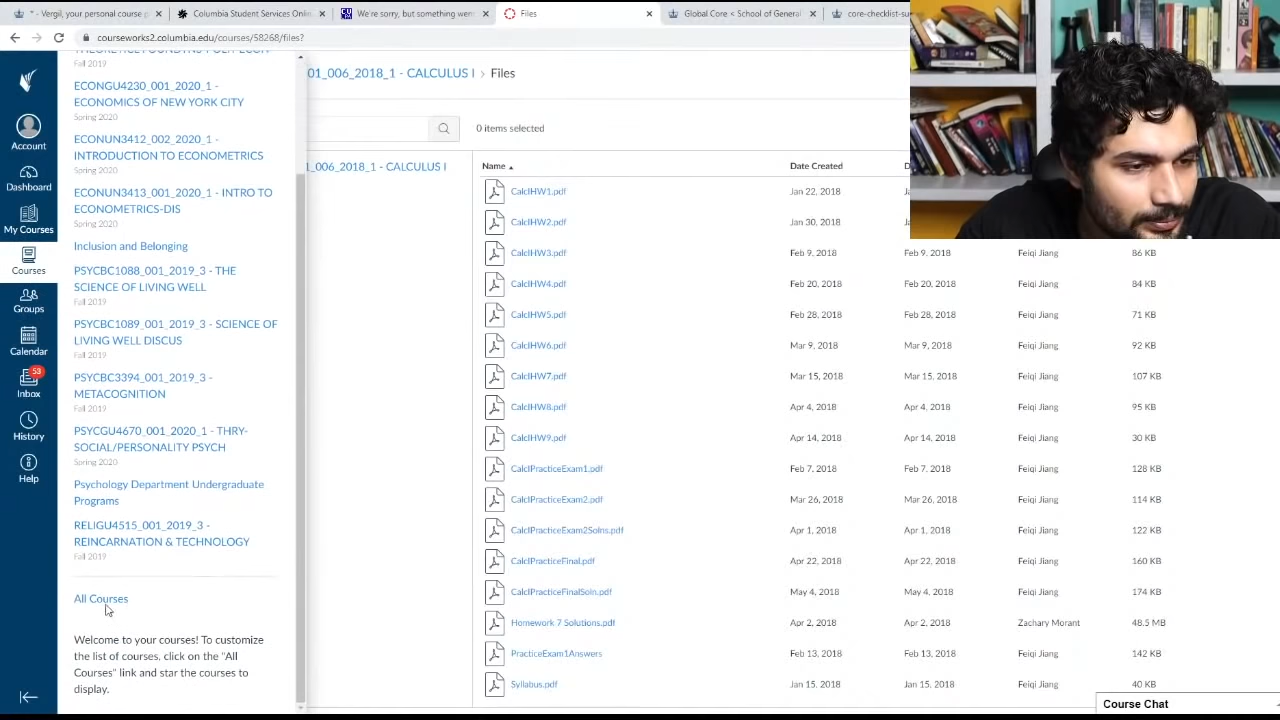 - Vergil, your personal co
Columbia Student Services Onl
We're sorry, but something went
Files
Global Core < School of General
core-checklist-su
courseworks2.columbia.edu/courses/58268/files?
Account
Dashboard
My Courses
Courses
Groups
Calendar
53
Inbox
History
Help
Fall 2019
ECONGU4230_001_2020_1 -
ECONOMICS OF NEW YORK CITY
Spring 2020
ECONUN3412_002_2020_1 -
INTRODUCTION TO ECONOMETRICS
Spring 2020
ECONUN3413_001_2020_1 - INTRO TO
ECONOMETRICS-DIS
Spring 2020
Inclusion and Belonging
PSYCBC1088_001_2019_3 - THE
SCIENCE OF LIVING WELL
Fall 2019
PSYCBC1089_001_2019_3 - SCIENCE OF
LIVING WELL DISCUS
Fall 2019
PSYCBC3394_001_2019_3 -
METACOGNITION
Fall 2019
PSYCGU4670_001_2020_1 - THRY-
SOCIAL/PERSONALITY PSYCH
Spring 2020
Psychology Department Undergraduate
Programs
RELIGU4515_001_2019_3 -
REINCARNATION & TECHNOLOGY
Fall 2019
All Courses
Welcome to your courses! To customize
the list of courses, click on the "All
Courses" link and star the courses to
display.
01_006_2018_1 - CALCULUS I › Files
0 items selected
1_006_2018_1 - CALCULUS I
Name Date Created D
CalcIHW1.pdf Jan 22, 2018 Ja
CalcIHW2.pdf Jan 30, 2018 Ja
CalcIHW3.pdf Feb 9, 2018 Feb 9, 2018 Feiqi Jiang 86 KB
CalcIHW4.pdf Feb 20, 2018 Feb 20, 2018 Feiqi Jiang 84 KB
CalcIHW5.pdf Feb 28, 2018 Feb 28, 2018 Feiqi Jiang 71 KB
CalcIHW6.pdf Mar 9, 2018 Mar 9, 2018 Feiqi Jiang 92 KB
CalcIHW7.pdf Mar 15, 2018 Mar 15, 2018 Feiqi Jiang 107 KB
CalcIHW8.pdf Apr 4, 2018 Apr 4, 2018 Feiqi Jiang 95 KB
CalcIHW9.pdf Apr 14, 2018 Apr 14, 2018 Feiqi Jiang 30 KB
CalcIPracticeExam1.pdf Feb 7, 2018 Feb 7, 2018 Feiqi Jiang 128 KB
CalcIPracticeExam2.pdf Mar 26, 2018 Mar 26, 2018 Feiqi Jiang 114 KB
CalcIPracticeExam2Solns.pdf Apr 1, 2018 Apr 1, 2018 Feiqi Jiang 122 KB
CalcIPracticeFinal.pdf Apr 22, 2018 Apr 22, 2018 Feiqi Jiang 160 KB
CalcIPracticeFinalSoln.pdf May 4, 2018 May 4, 2018 Feiqi Jiang 174 KB
Homework 7 Solutions.pdf Apr 2, 2018 Apr 2, 2018 Zachary Morant 48.5 MB
PracticeExam1Answers Feb 13, 2018 Feb 13, 2018 Feiqi Jiang 142 KB
Syllabus.pdf Jan 15, 2018 Jan 15, 2018 Feiqi Jiang 40 KB
Course Chat